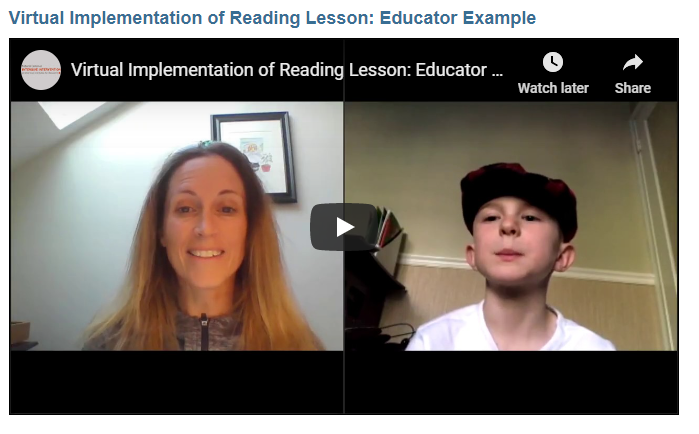 Virtual Implementation of Reading Lesson: Educator Example
Virtual Implementation of Reading Lesson: Educator ...
Watch later
Share